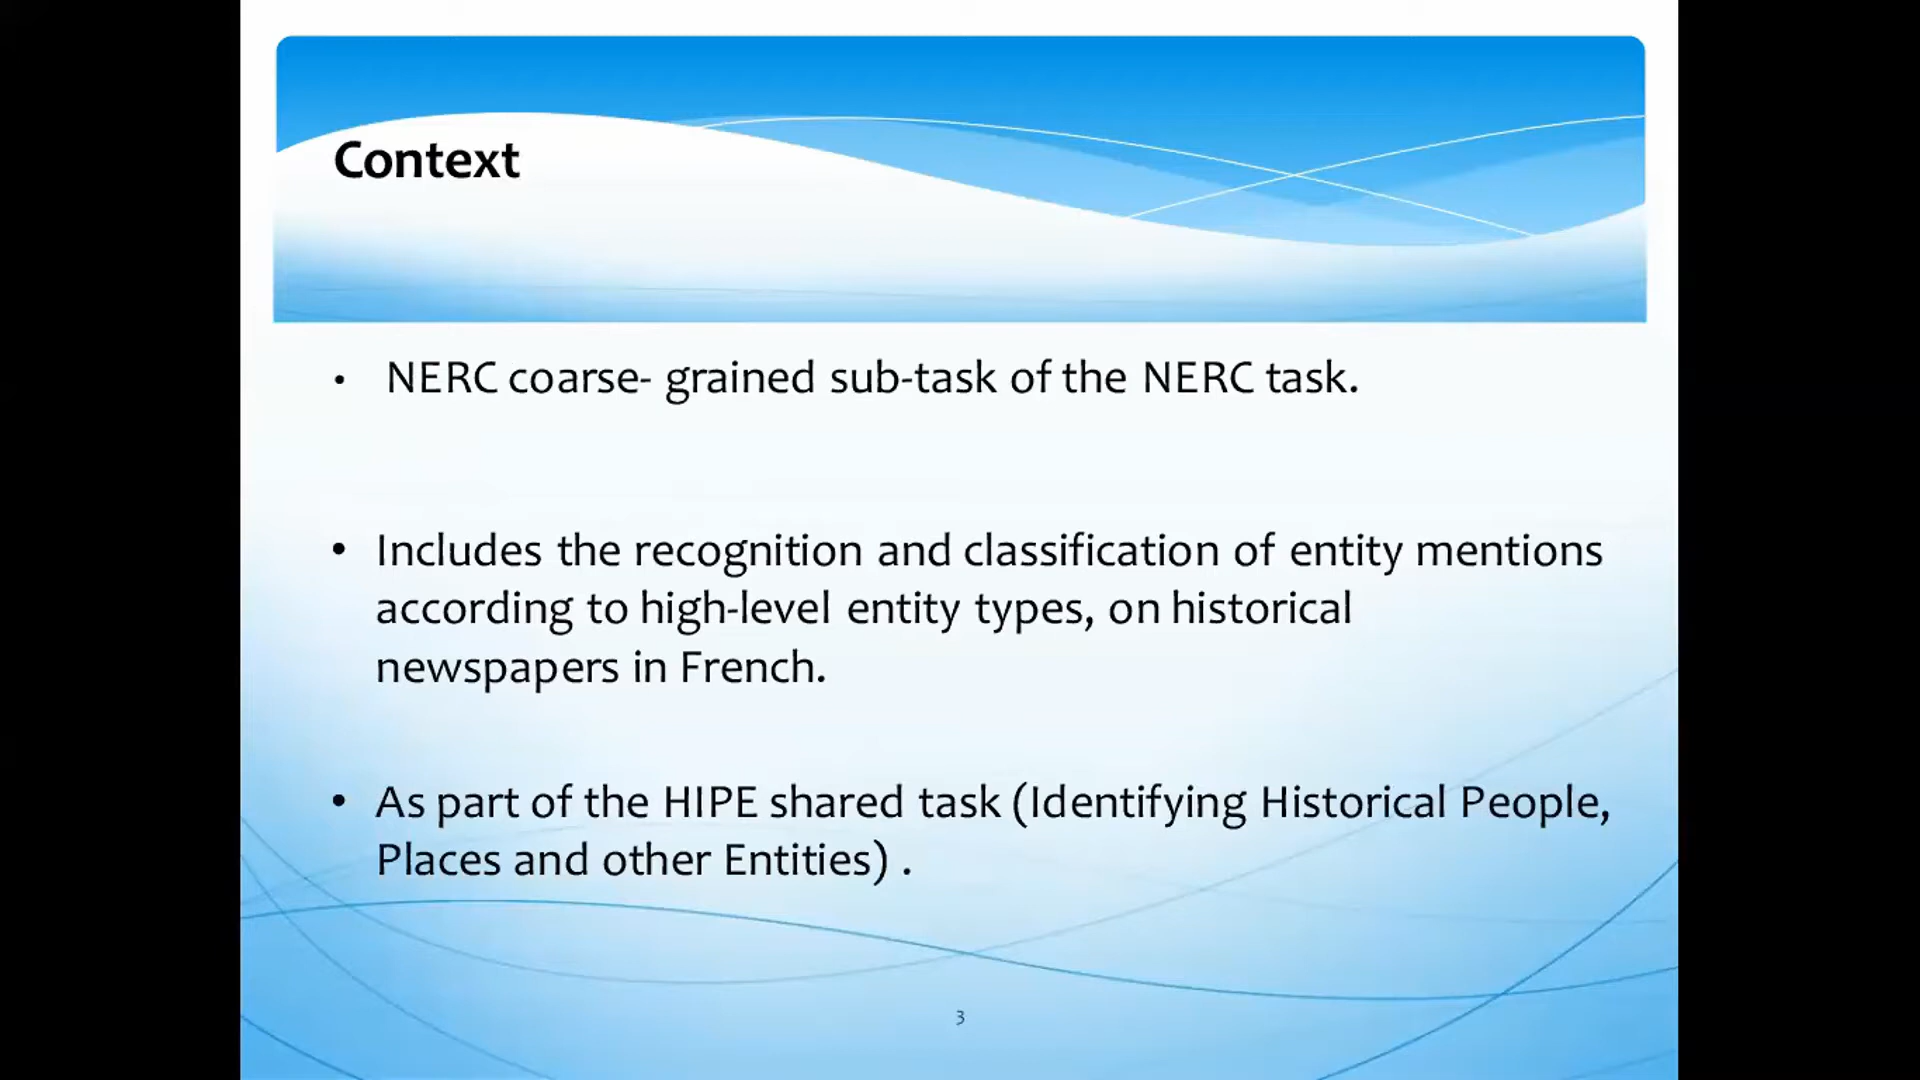 Context
• NERC coarse- grained sub-task of the NERC task.
• Includes the recognition and classification of entity mentions
according to high-level entity types, on historical
newspapers in French.
• As part of the HIPE shared task (Identifying Historical People,
Places and other Entities) .
3